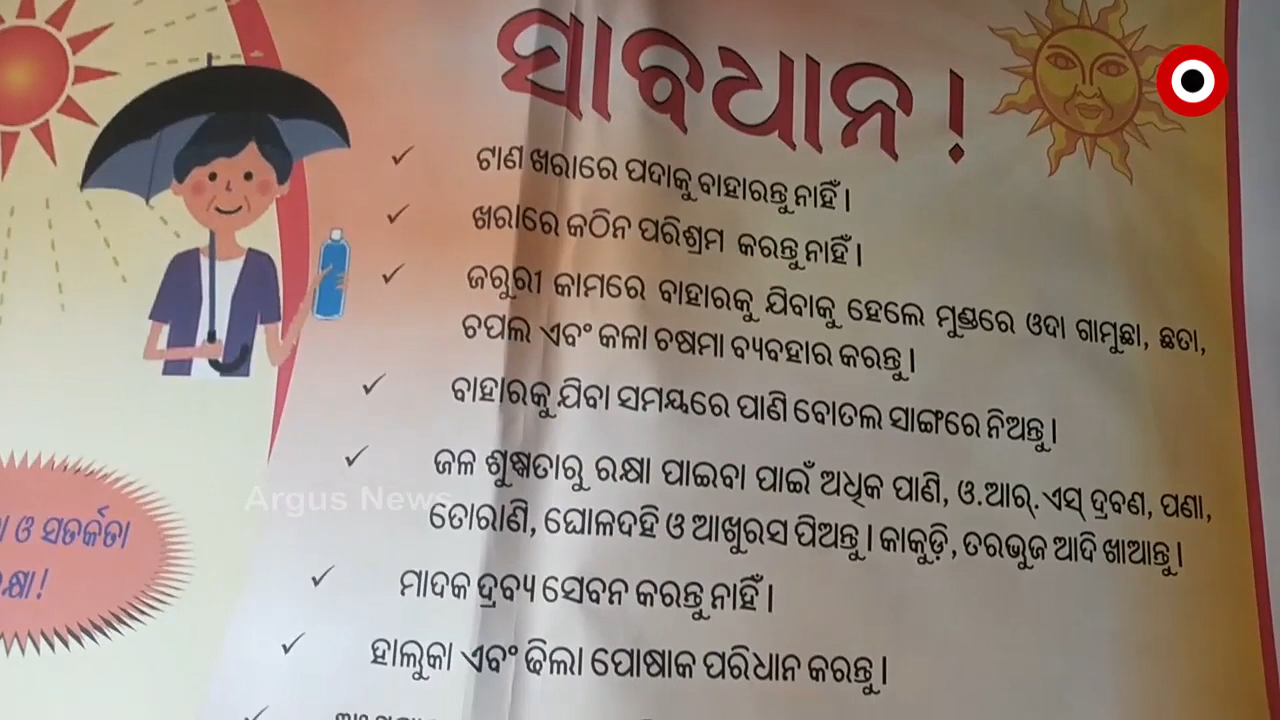 ସାବଧାନ !
ଟାଣ ଖରାରେ ପଦାକୁ ବାହାରନ୍ତୁ ନାହିଁ ।
ଖରାରେ କଠିନ ପରିଶ୍ରମ କରନ୍ତୁ ନାହିଁ ।
ଜରୁରୀ କାମରେ ବାହାରକୁ ଯିବାକୁ ହେଲେ ମୁଣ୍ଡରେ ଓଦା ଗାମୁଛା, ଛତା,
ଚପଲ ଏବଂ କଳା ଚଷମା ବ୍ୟବହାର କରନ୍ତୁ ।
ବାହାରକୁ ଯିବା ସମୟରେ ପାଣି ବୋତଲ ସାଙ୍ଗରେ ନିଅନ୍ତୁ ।
ଜଳ ଶୁଷ୍କତାରୁ ରକ୍ଷା ପାଇବା ପାଇଁ ଅଧିକ ପାଣି, ଓ.ଆର୍. ଏସ୍ ଦ୍ରବଣ, ପଣା,
ତୋରାଣି, ଘୋଳଦହି ଓ ଆଖୁରସ ପିଅନ୍ତୁ । କାକୁଡ଼ି, ତରଭୁଜ ଆଦି ଖାଆନ୍ତୁ ।
ମାଦକ ଦ୍ରବ୍ୟ ସେବନ କରନ୍ତୁ ନାହିଁ ।
ହାଲୁକା ଏବଂ ଢିଲା ପୋଷାକ ପରିଧାନ କରନ୍ତୁ ।
ଓ ସତର୍କତା
Argus News